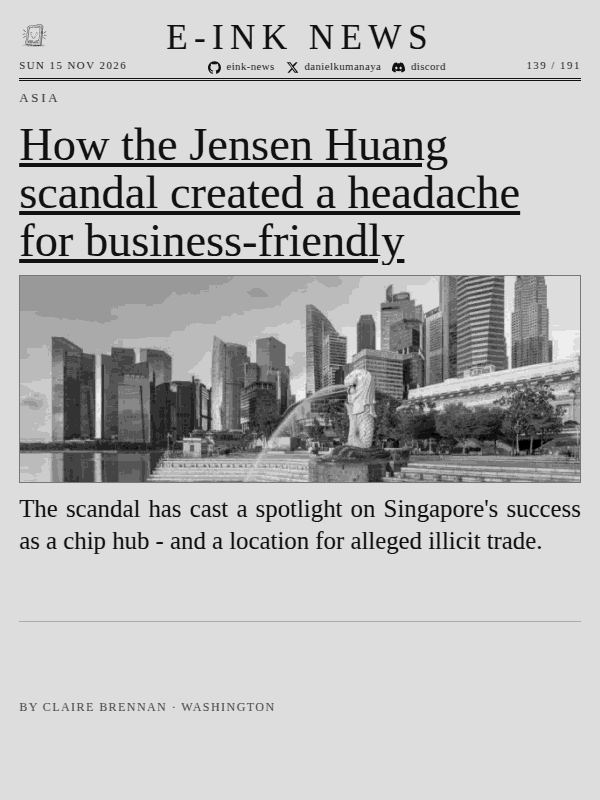 E-INK NEWS
SUN 15 NOV 2026
eink-news danielkumanaya discord
139 / 191
ASIA
How the Jensen Huang
scandal created a headache
for business-friendly
The scandal has cast a spotlight on Singapore's success
as a chip hub - and a location for alleged illicit trade.
BY CLAIRE BRENNAN · WASHINGTON